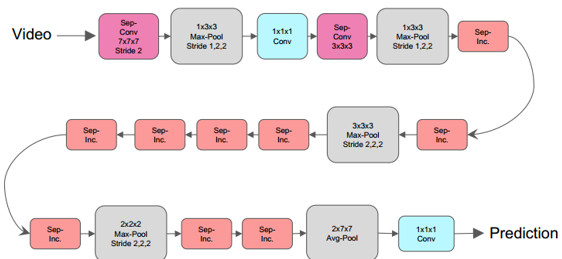 Video
Sep-
Conv
7x7x7
Stride 2
1x3x3
Max-Pool
Stride 1,2,2
1x1x1
Conv
Sep-
Conv
3x3x3
1x3x3
Max-Pool
Stride 1,2,2
Sep-
Inc.
Sep-
Inc.
Sep-
Inc.
Sep-
Inc.
Sep-
Inc.
3x3x3
Max-Pool
Stride 2,2,2
Sep-
Inc.
Sep-
Inc.
2x2x2
Max-Pool
Stride 2,2,2
Sep-
Inc.
Sep-
Inc.
2x7x7
Avg-Pool
1x1x1
Conv
Prediction